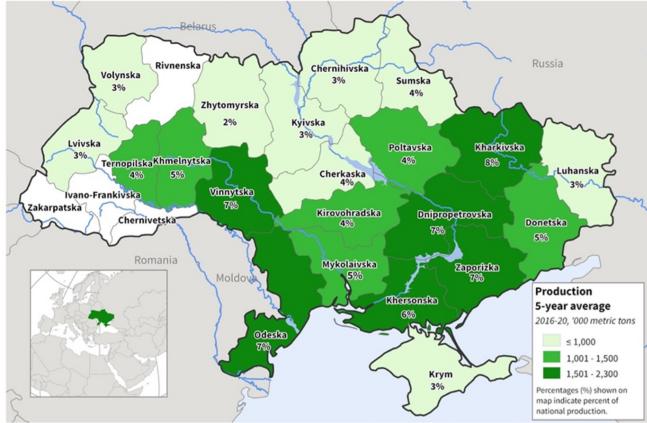 Belarus
Rivnenska
Volynska
3%
Chernihivska
3%
Russia
Sumska
4%
Zhytomyrska
2%
Kyivska
3%
Lvivska
3%
Ternopilska
4%
Khmelnytska
5%
Poltavska
4%
Kharkivska
8%
Cherkaska
4%
Luhanska
3%
Ivano-Frankivska
Zakarpatska
Chernivetska
Vinnytska
7%
Kirovohradska
4%
Dnipropetrovska
7%
Donetska
5%
Romania
Moldova
Mykolaivska
5%
Zaporizka
7%
Khersonska
6%
Odeska
7%
Krym
3%
Production
5-year average
2016-20, '000 metric tons
≤ 1,000
1,001 - 1,500
1,501 - 2,300
Percentages (%) shown on
map indicate percent of
national production.